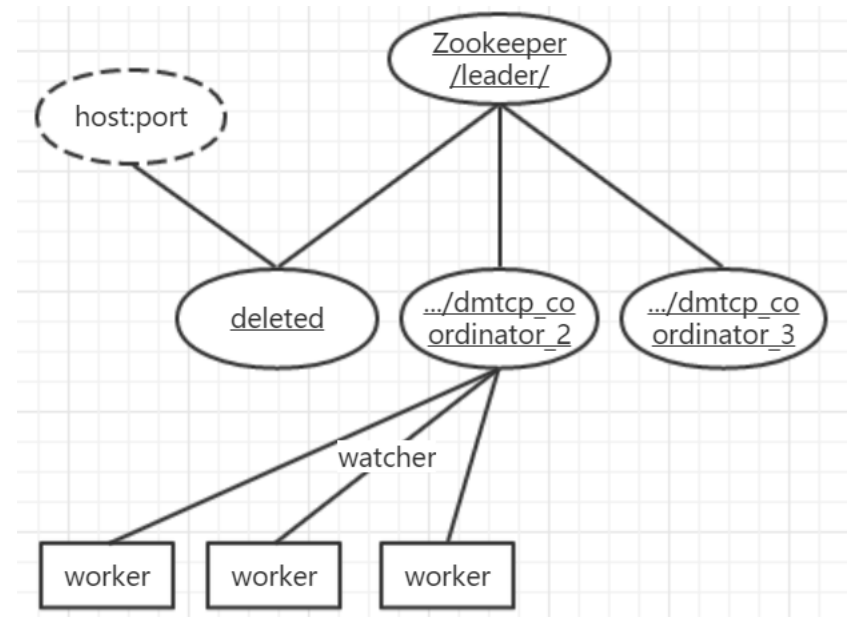 Zookeeper
/leader/
host:port
deleted
.../dmtcp_co
ordinator_2
.../dmtcp_co
ordinator_3
watcher
worker
worker
worker